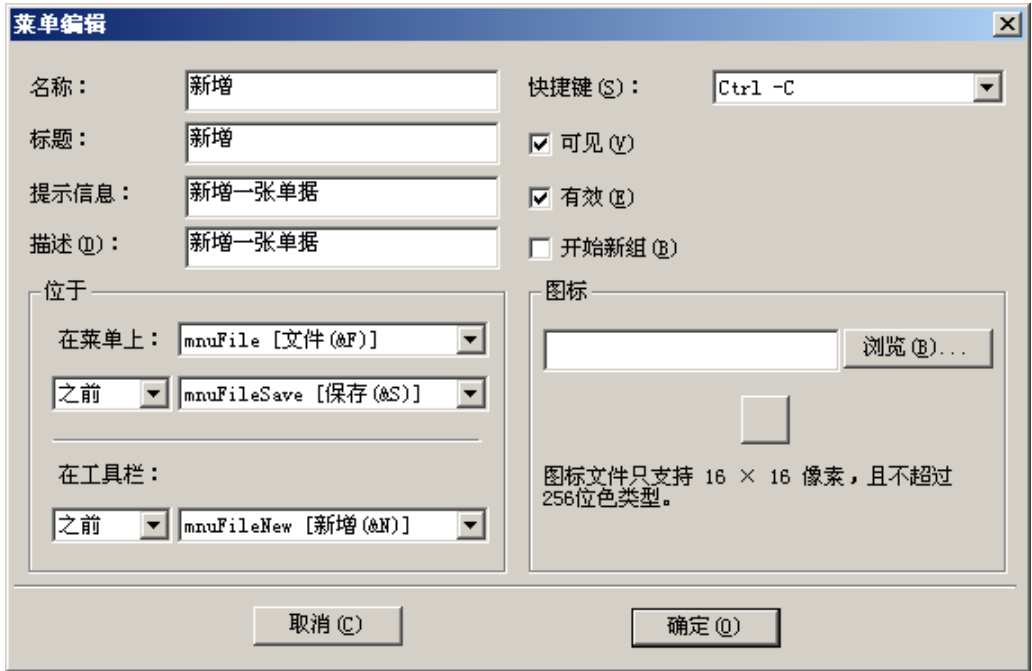 菜单编辑
名称： 新增 快捷键(S)： Ctrl -C
标题： 新增 可见(V)
提示信息： 新增一张单据 有效(E)
描述(D)： 新增一张单据 开始新组(B)
位于 图标
在菜单上： mnuFile [文件(&F)] 浏览(B)...
之前 mnuFileSave [保存(&S)]
在工具栏：
图标文件只支持 16 × 16 像素，且不超过
256位色类型。
之前 mnuFileNew [新增(&N)]
取消(C) 确定(O)